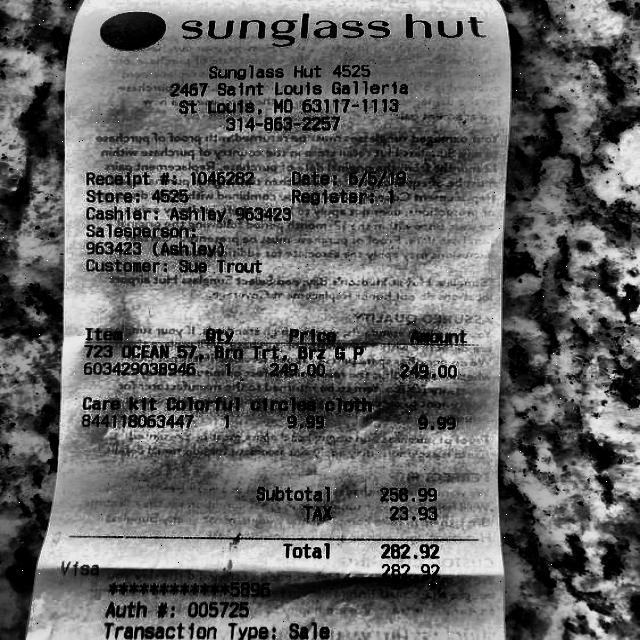 sunglass hut
Sunglass Hut 4525
2467 Saint Louis Galleria
St Louis, MO 63117-1113
314-863-2257
Receipt #: 1046282 Date: 6/6/19
Store: 4525 Register: 1
Cashier: Ashley 963423
Salesperson:
963423 (Ashley)
Customer: Sue Trout
Item Qty Price Amount
723 OCEAN 57, Brn Trt, Brz G P
603429038946 1 249.00 249.00
Care kit Colorful circles cloth
844118063447 1 9.99 9.99
Subtotal 258.99
TAX 23.93
Total 282.92
Visa 282.92
************5896
Auth #: 005725
Transaction Type: Sale